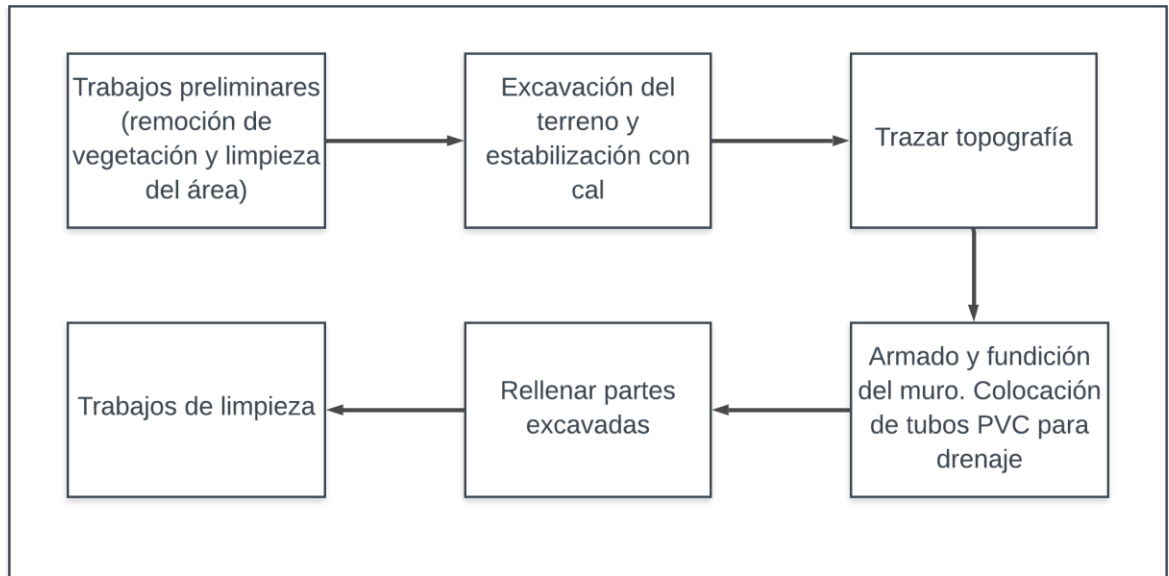 Trabajos preliminares
(remoción de
vegetación y limpieza
del área)
Excavación del
terreno y
estabilización con
cal
Trazar topografía
Armado y fundición
del muro. Colocación
de tubos PVC para
drenaje
Rellenar partes
excavadas
Trabajos de limpieza